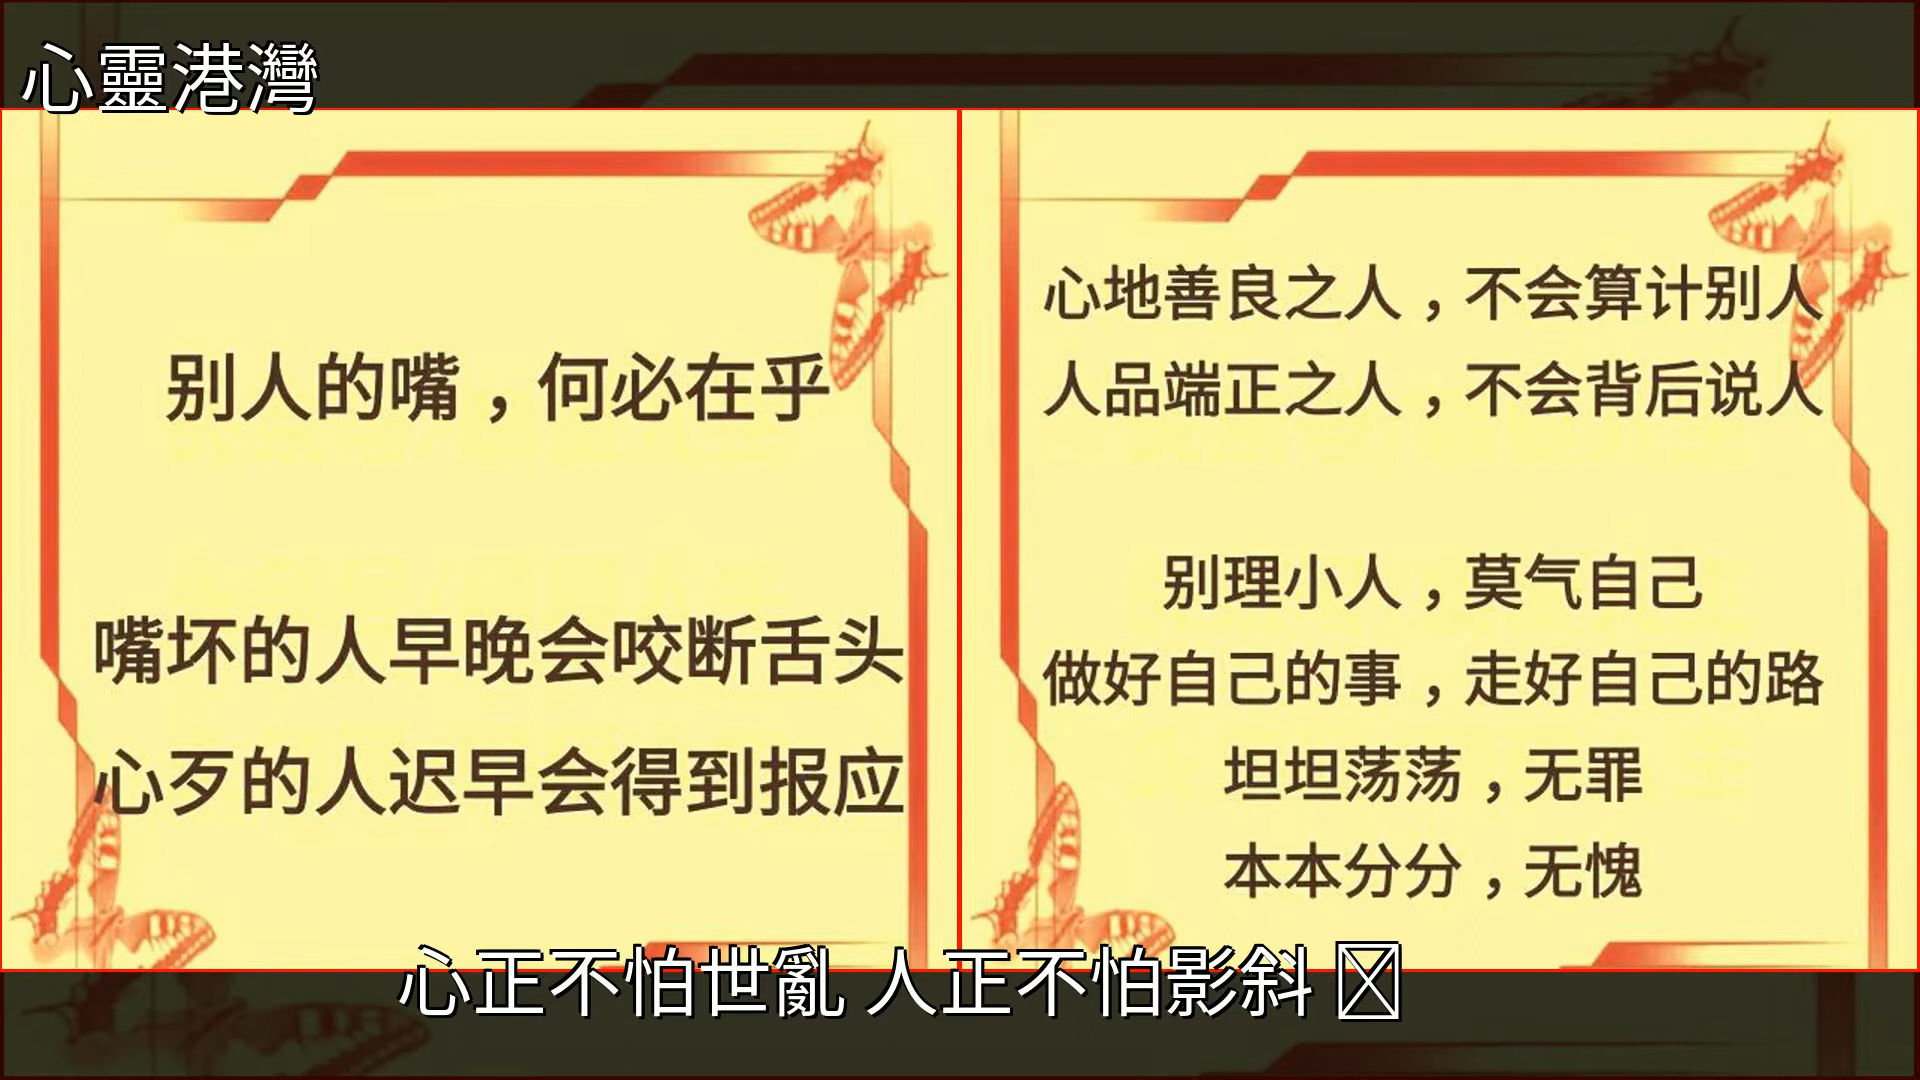 心靈港灣
别人的嘴，何必在乎
嘴坏的人早晚会咬断舌头
心歹的人迟早会得到报应
心地善良之人，不会算计别人
人品端正之人，不会背后说人
别理小人，莫气自己
做好自己的事，走好自己的路
坦坦荡荡，无罪
本本分分，无愧
心正不怕世亂 人正不怕影斜